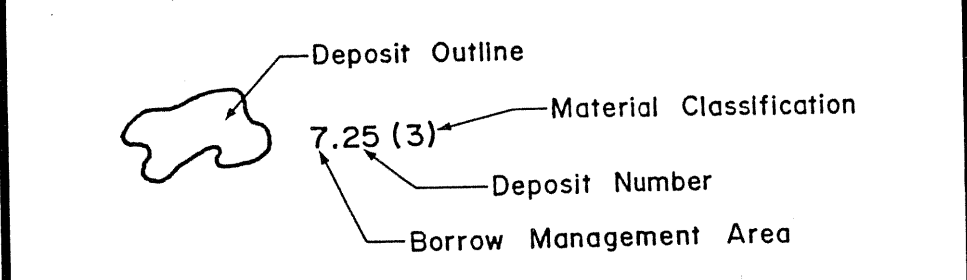 Deposit Outline
Material Classification
7.25 (3)
Deposit Number
Borrow Management Area